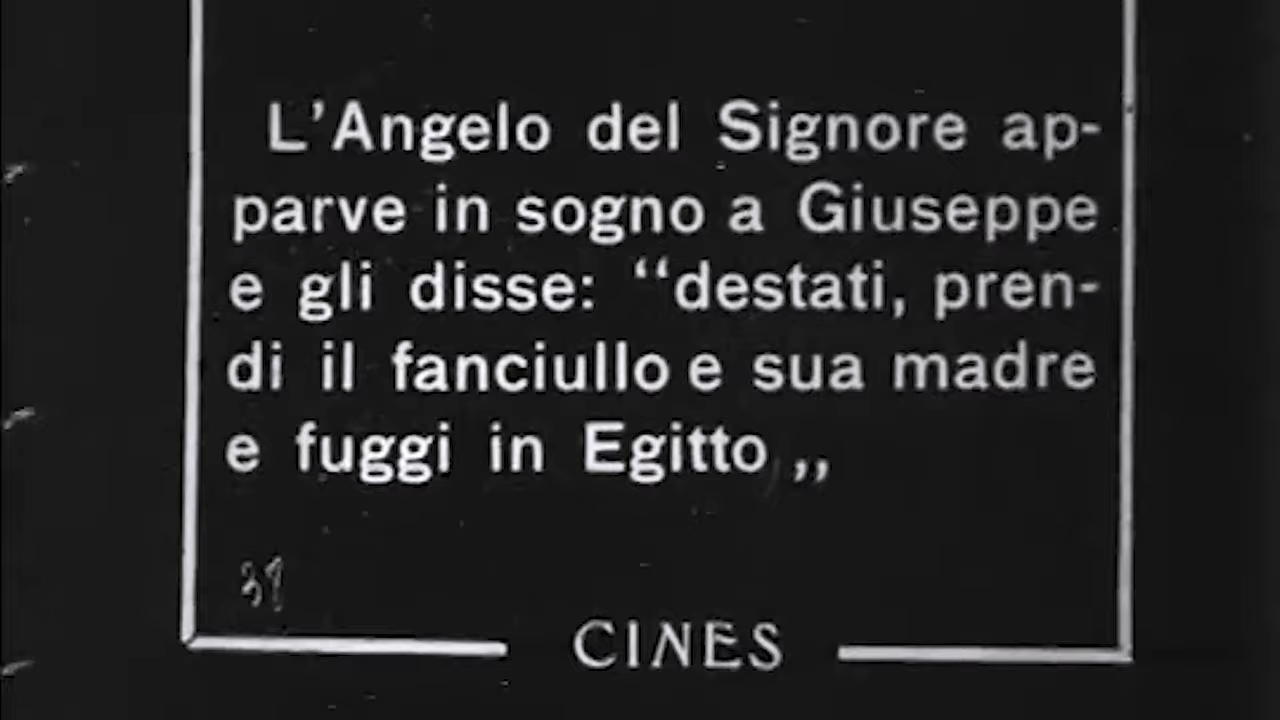 L'Angelo del Signore ap-
parve in sogno a Giuseppe
e gli disse: “destati, pren-
di il fanciullo e sua madre
e fuggi in Egitto „
38
CINES